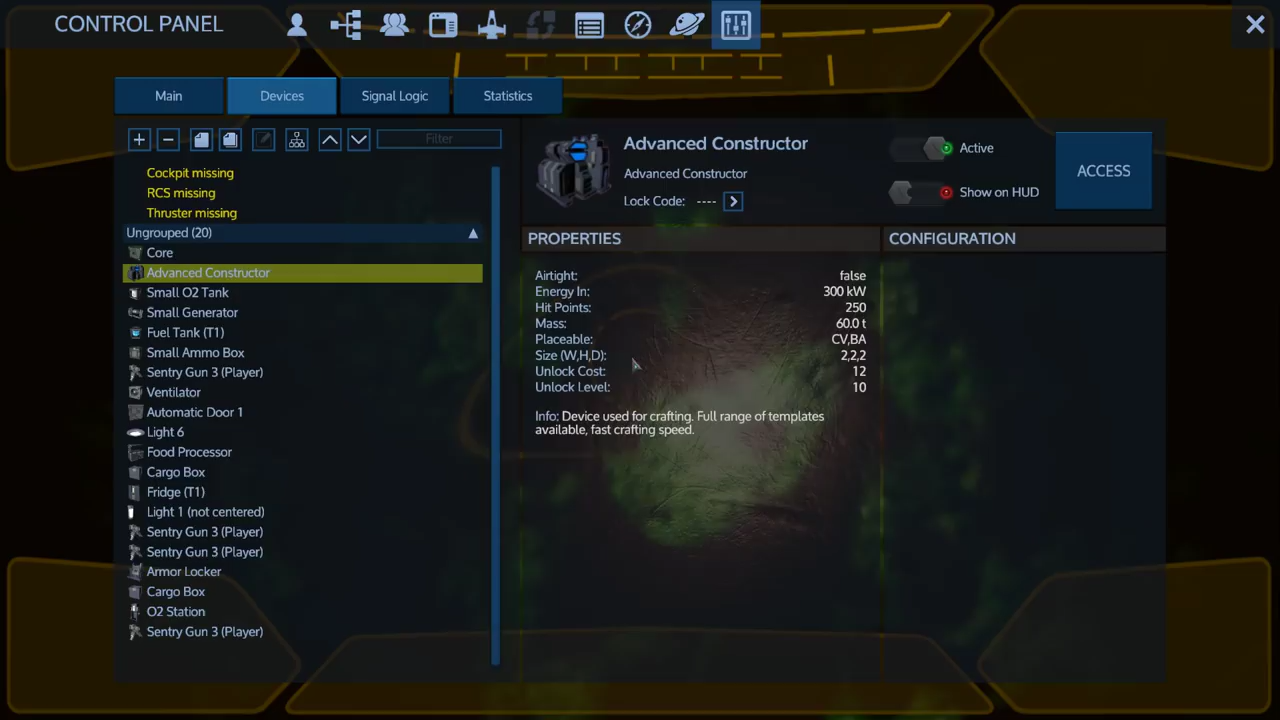 CONTROL PANEL
Main
Devices
Signal Logic
Statistics
Filter
Cockpit missing
RCS missing
Thruster missing
Ungrouped (20)
Core
Advanced Constructor
Small O2 Tank
Small Generator
Fuel Tank (T1)
Small Ammo Box
Sentry Gun 3 (Player)
Ventilator
Automatic Door 1
Light 6
Food Processor
Cargo Box
Fridge (T1)
Light 1 (not centered)
Sentry Gun 3 (Player)
Sentry Gun 3 (Player)
Armor Locker
Cargo Box
O2 Station
Sentry Gun 3 (Player)
Advanced Constructor
Advanced Constructor
Lock Code: ----
Active
Show on HUD
ACCESS
PROPERTIES
Airtight: false
Energy In: 300 kW
Hit Points: 250
Mass: 60.0 t
Placeable: CV,BA
Size (W,H,D): 2,2,2
Unlock Cost: 12
Unlock Level: 10
Info: Device used for crafting. Full range of templates
available, fast crafting speed.
CONFIGURATION